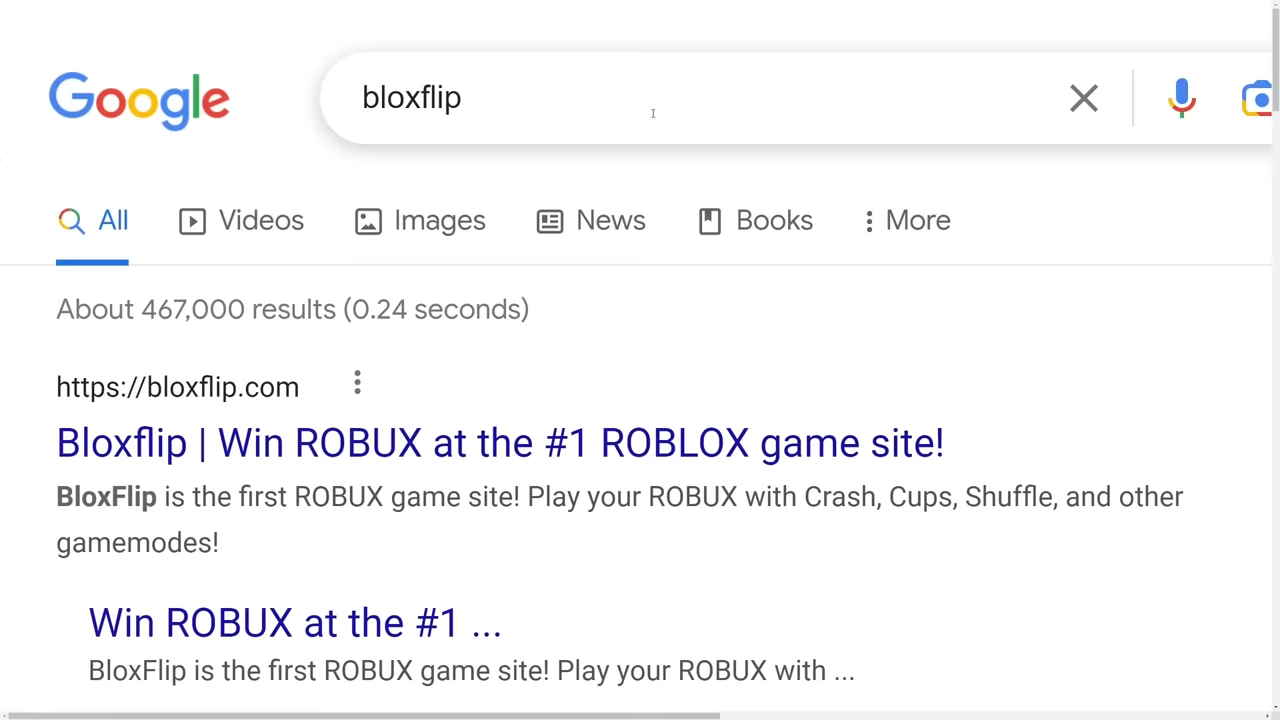 Google
bloxflip
All Videos Images News Books More
About 467,000 results (0.24 seconds)
https://bloxflip.com
Bloxflip | Win ROBUX at the #1 ROBLOX game site!
BloxFlip is the first ROBUX game site! Play your ROBUX with Crash, Cups, Shuffle, and other
gamemodes!
Win ROBUX at the #1 ...
BloxFlip is the first ROBUX game site! Play your ROBUX with ...